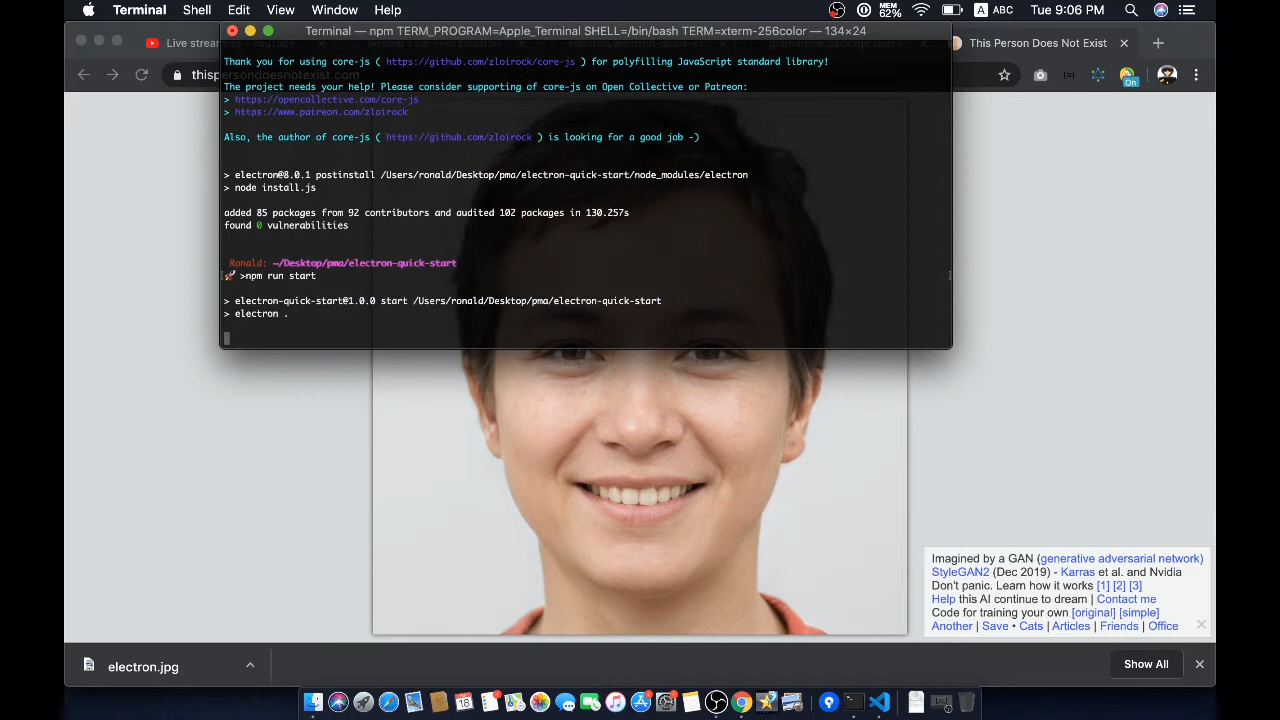 Terminal Shell Edit View Window Help
MEM 62% A ABC Tue 9:06 PM
Terminal — npm TERM_PROGRAM=Apple_Terminal SHELL=/bin/bash TERM=xterm-256color — 134×24
Live stream
This Person Does Not Exist
thispersondoesnotexist.com
On
Thank you for using core-js ( https://github.com/zloirock/core-js ) for polyfilling JavaScript standard library!
The project needs your help! Please consider supporting of core-js on Open Collective or Patreon:
> https://opencollective.com/core-js
> https://www.patreon.com/zloirock
Also, the author of core-js ( https://github.com/zloirock ) is looking for a good job -)
> electron@8.0.1 postinstall /Users/ronald/Desktop/pma/electron-quick-start/node_modules/electron
> node install.js
added 85 packages from 92 contributors and audited 102 packages in 130.257s
found 0 vulnerabilities
Ronald: ~/Desktop/pma/electron-quick-start
[🚀 >npm run start ]
> electron-quick-start@1.0.0 start /Users/ronald/Desktop/pma/electron-quick-start
> electron .
Imagined by a GAN (generative adversarial network)
StyleGAN2 (Dec 2019) - Karras et al. and Nvidia
Don't panic. Learn how it works [1] [2] [3]
Help this AI continue to dream | Contact me
Code for training your own [original] [simple]
Another | Save • Cats | Articles | Friends | Office
electron.jpg
Show All
18